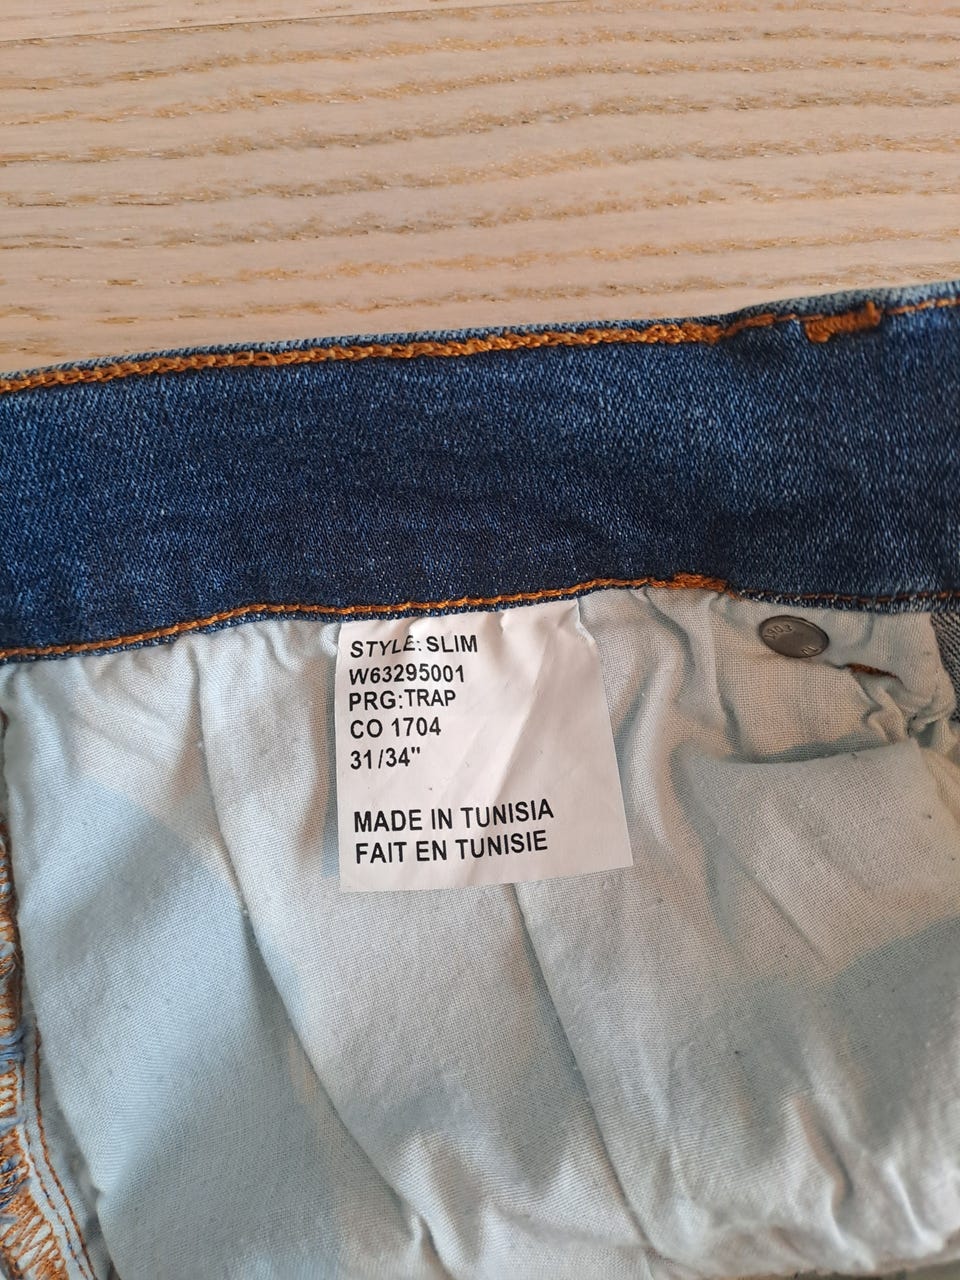 STYLE: SLIM
W63295001
PRG:TRAP
CO 1704
31/34"
MADE IN TUNISIA
FAIT EN TUNISIE